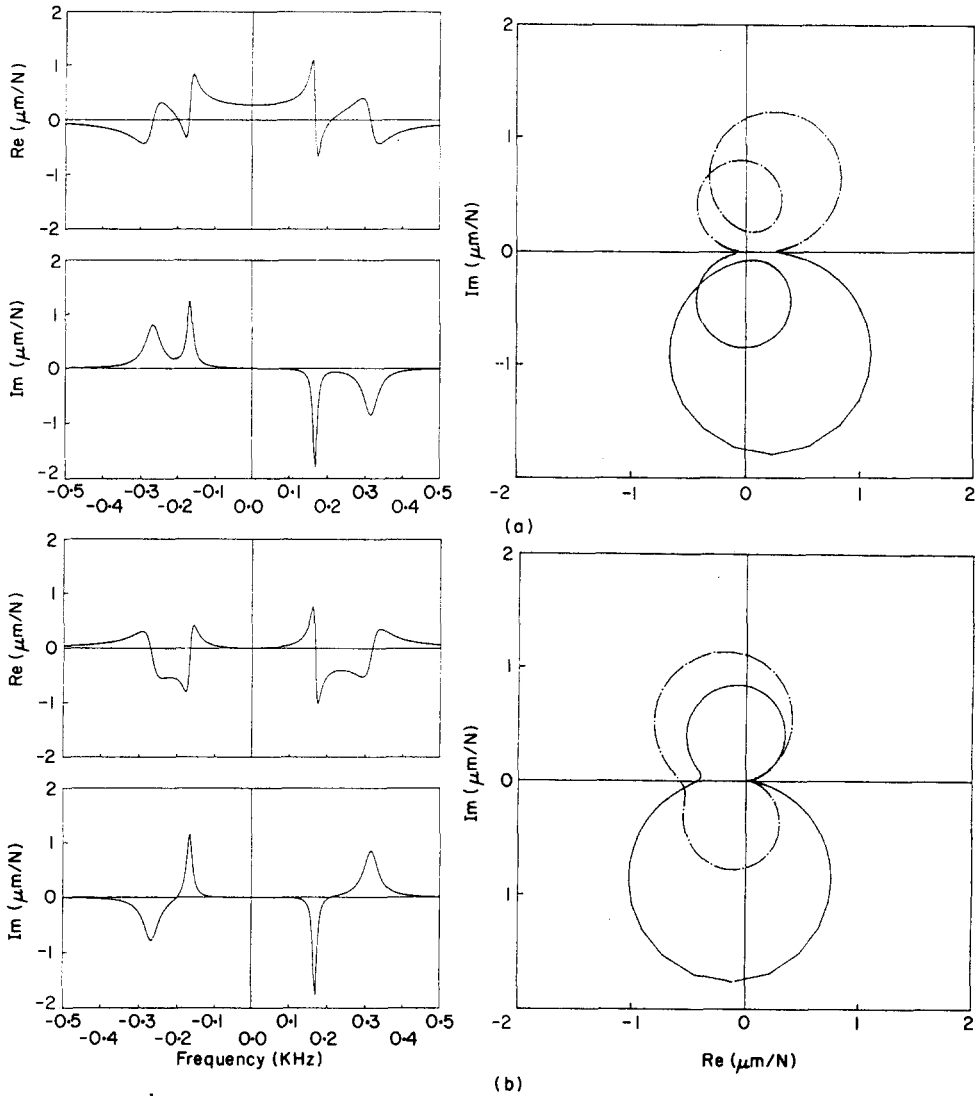 2
1
0
-1
-2
Re (μm/N)
2
1
0
-1
-2
Im (μm/N)
-0·5 -0·3 -0·1 0·1 0·3 0·5
-0·4 -0·2 0·0 0·2 0·4
2
1
0
--1
-2
Im (μm/N)
-2 -1 0 1 2
(a)
2
1
0
-1
-2
Re (μm/N)
2
1
0
-1
-2
Im (μm/N)
-0·5 -0·3 -0·1 0·1 0·3 0·5
-0·4 -0·2 0·0 0·2 0·4
Frequency (KHz)
2
1
0
1
-2
Im (μm/N)
-2 -1 0 1 2
Re (μm/N)
(b)